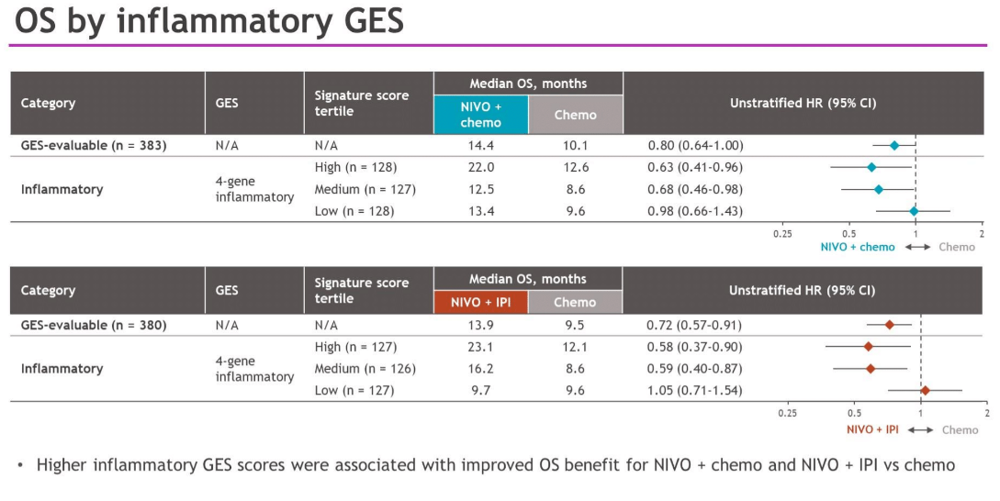 OS by inflammatory GES
Category GES Signature score tertile Median OS, months Unstratified HR (95% CI)
NIVO + chemo Chemo
GES-evaluable (n = 383) N/A N/A 14.4 10.1 0.80 (0.64-1.00)
Inflammatory 4-gene inflammatory High (n = 128) 22.0 12.6 0.63 (0.41-0.96)
Medium (n = 127) 12.5 8.6 0.68 (0.46-0.98)
Low (n = 128) 13.4 9.6 0.98 (0.66-1.43)
0.25 0.5 1 2
NIVO + chemo Chemo
Category GES Signature score tertile Median OS, months Unstratified HR (95% CI)
NIVO + IPI Chemo
GES-evaluable (n = 380) N/A N/A 13.9 9.5 0.72 (0.57-0.91)
Inflammatory 4-gene inflammatory High (n = 127) 23.1 12.1 0.58 (0.37-0.90)
Medium (n = 126) 16.2 8.6 0.59 (0.40-0.87)
Low (n = 127) 9.7 9.6 1.05 (0.71-1.54)
0.25 0.5 1 2
NIVO + IPI Chemo
• Higher inflammatory GES scores were associated with improved OS benefit for NIVO + chemo and NIVO + IPI vs chemo